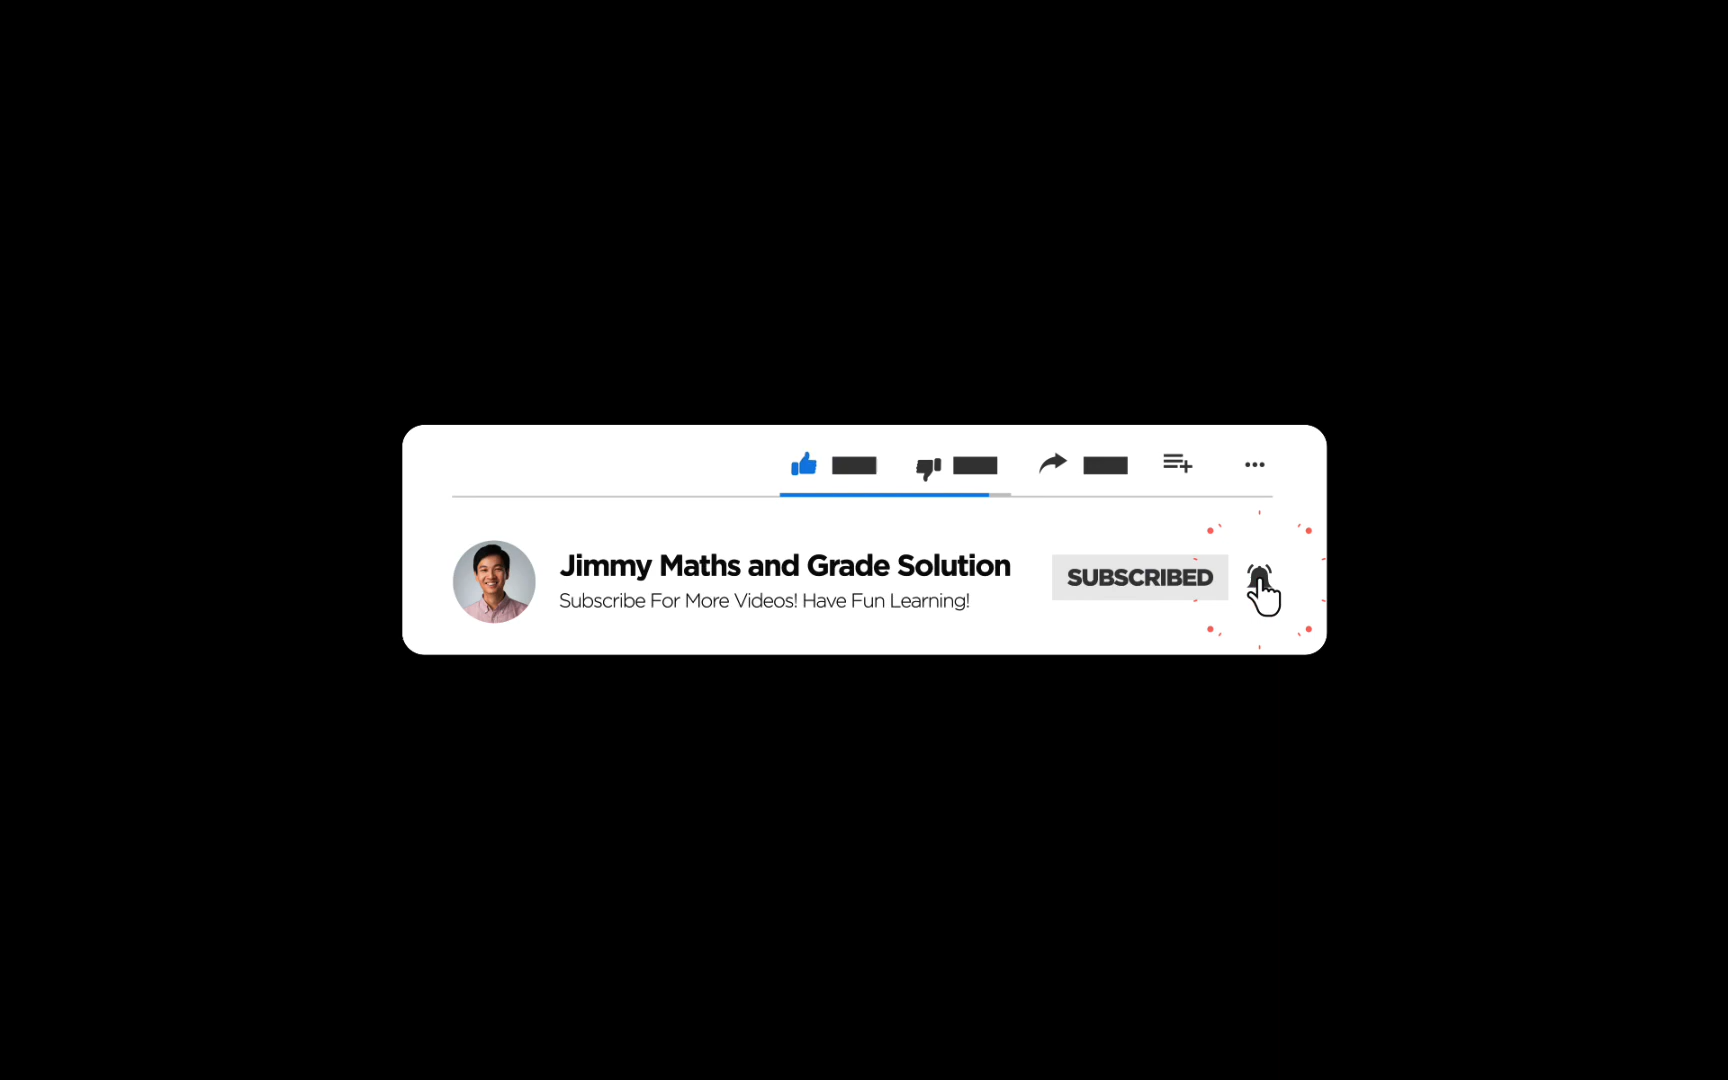 Jimmy Maths and Grade Solution
Subscribe For More Videos! Have Fun Learning!
SUBSCRIBED